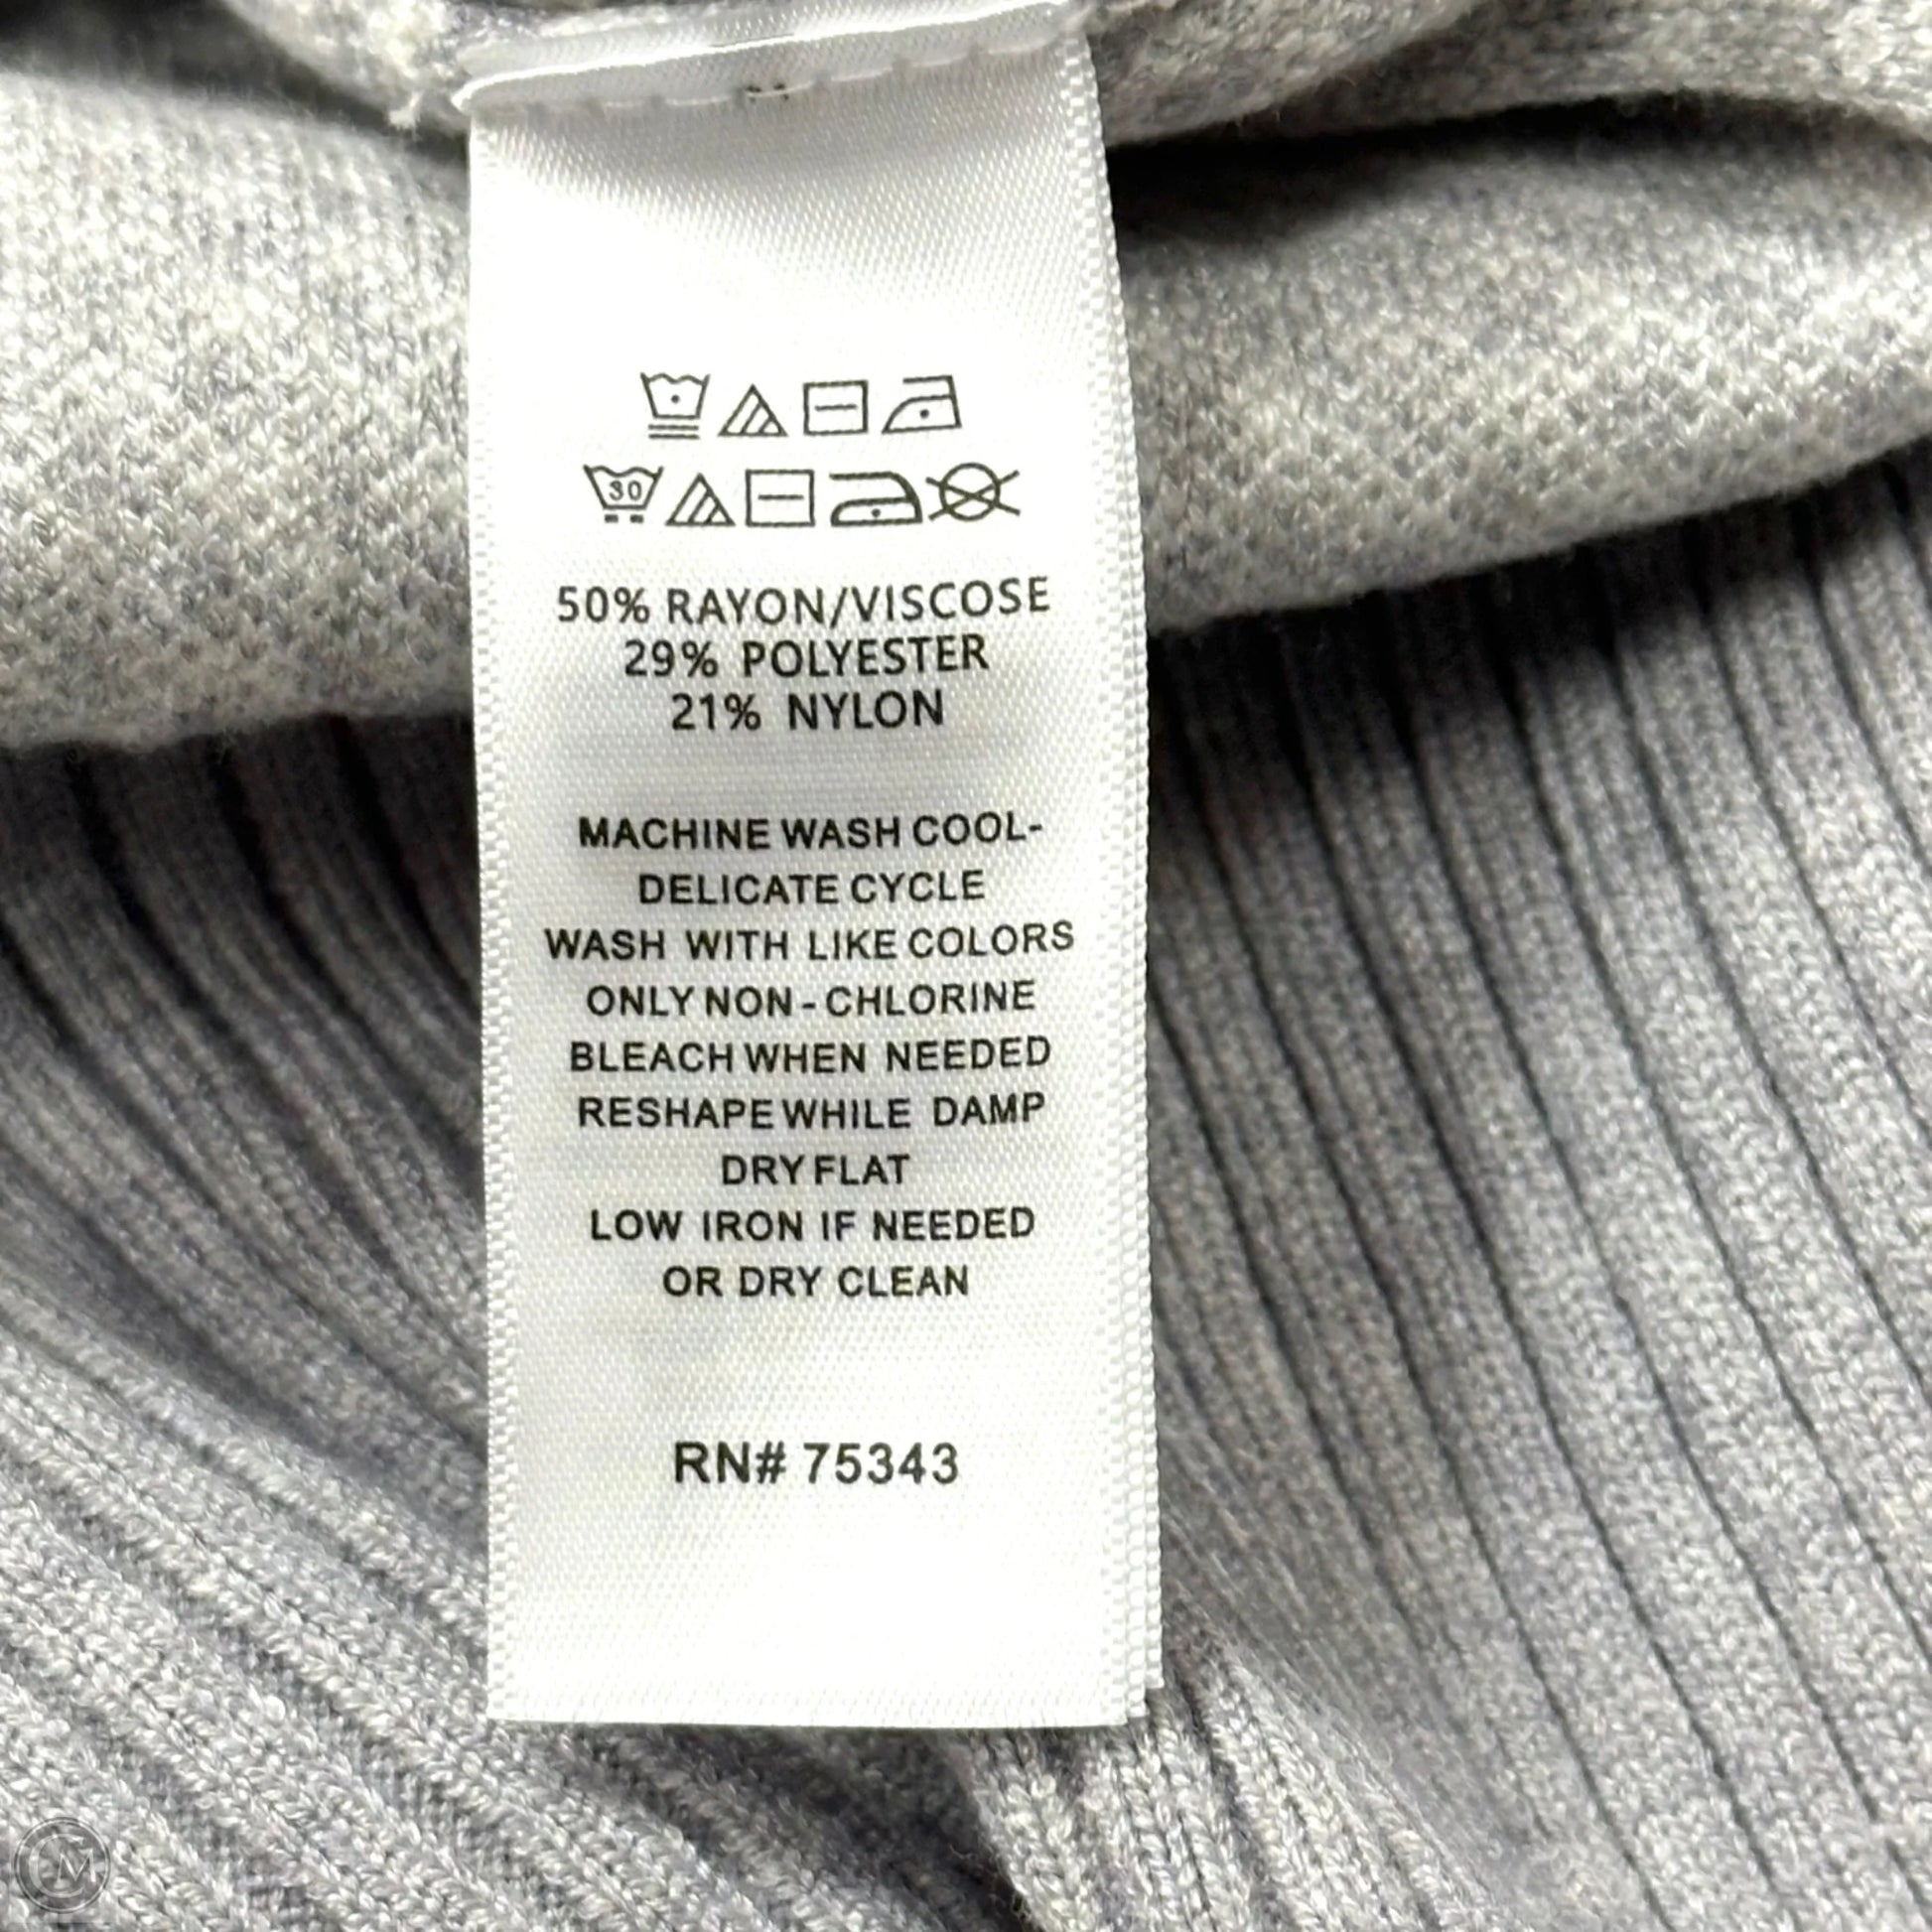 30
50% RAYON/VISCOSE
29% POLYESTER
21% NYLON
MACHINE WASH COOL-
DELICATE CYCLE
WASH WITH LIKE COLORS
ONLY NON-CHLORINE
BLEACH WHEN NEEDED
RESHAPE WHILE DAMP
DRY FLAT
LOW IRON IF NEEDED
OR DRY CLEAN
RN# 75343